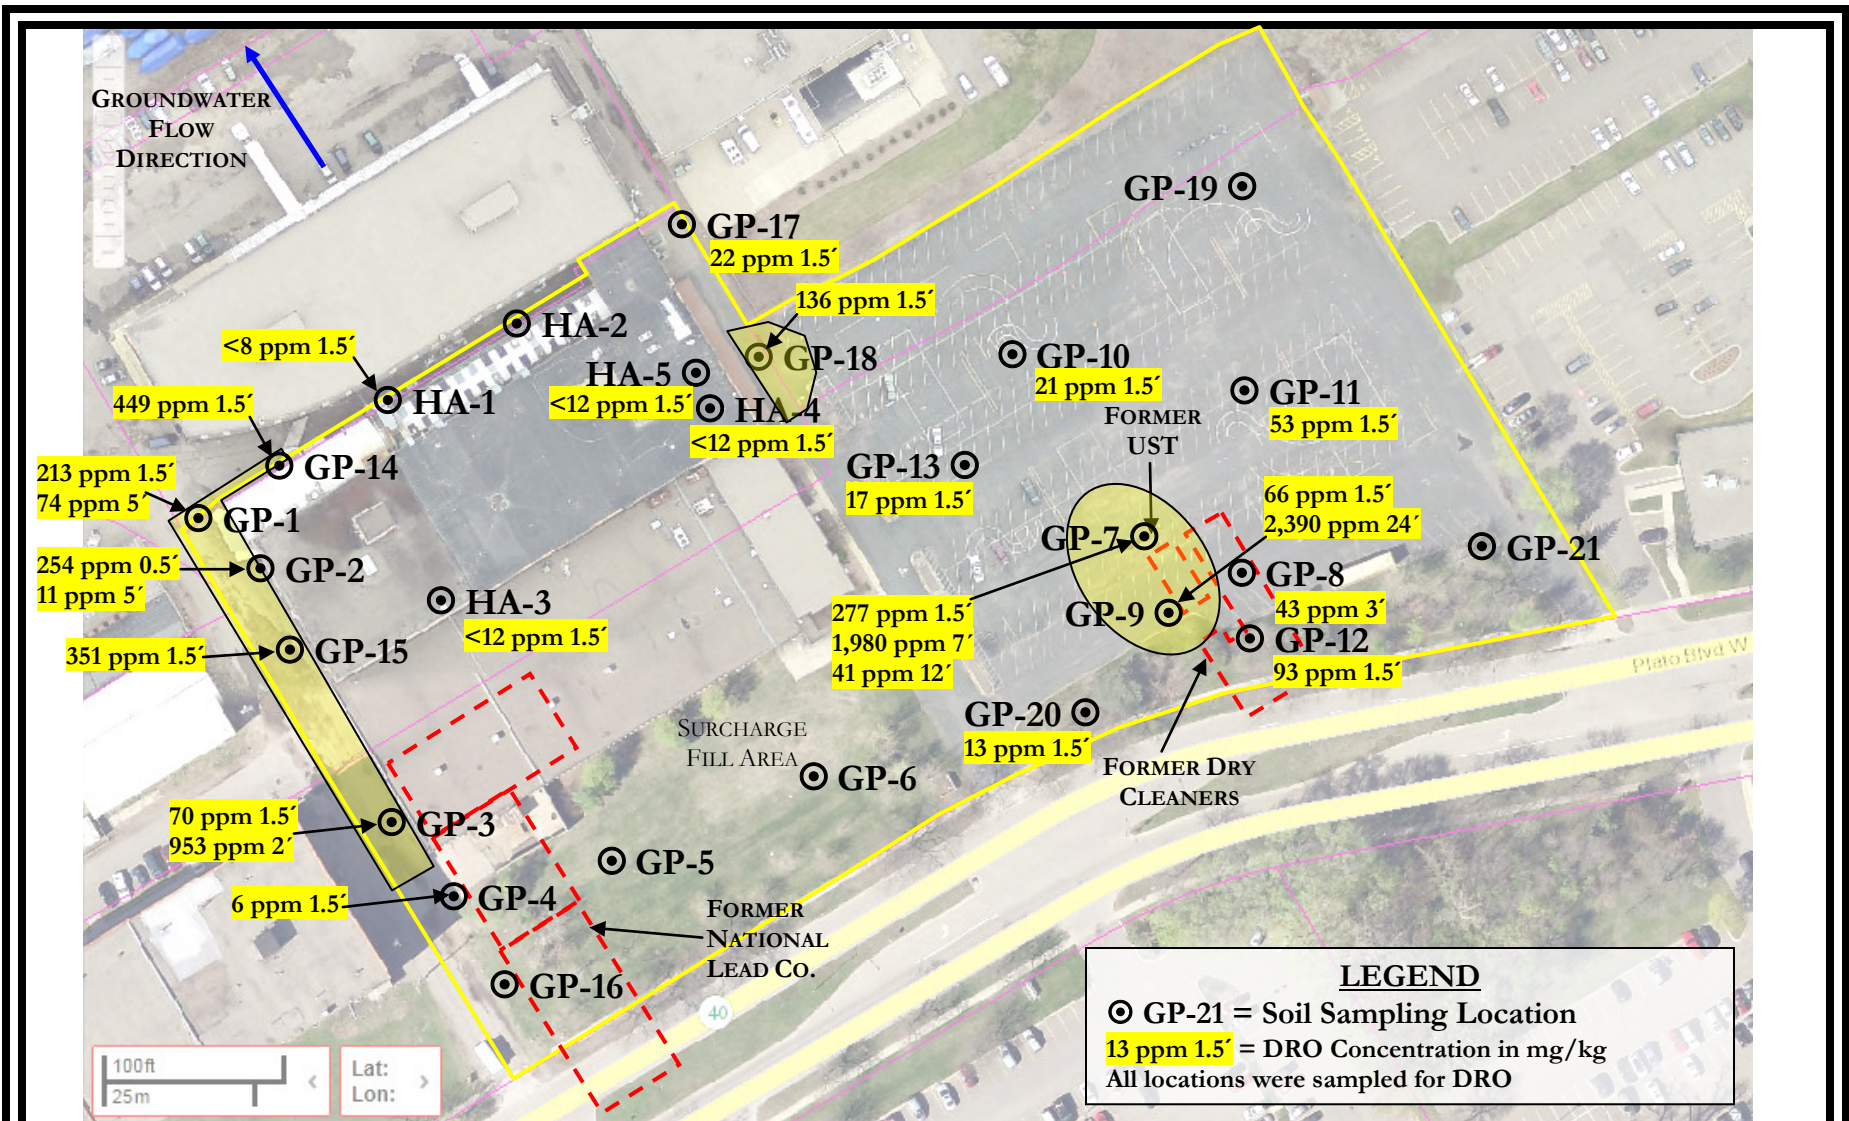 GROUNDWATER
FLOW
DIRECTION
GP-19
GP-17
22 ppm 1.5´
136 ppm 1.5´
HA-2
<8 ppm 1.5´
GP-18
GP-10
21 ppm 1.5´
HA-5
<12 ppm 1.5´
HA-1
HA-4
<12 ppm 1.5´
GP-11
53 ppm 1.5´
449 ppm 1.5´
FORMER
UST
GP-14
GP-13
17 ppm 1.5´
213 ppm 1.5´
74 ppm 5´
GP-1
66 ppm 1.5´
2,390 ppm 24´
GP-7
GP-21
254 ppm 0.5´
11 ppm 5´
GP-2
GP-8
43 ppm 3´
HA-3
<12 ppm 1.5´
277 ppm 1.5´
1,980 ppm 7´
41 ppm 12´
GP-9
GP-12
93 ppm 1.5´
351 ppm 1.5´
GP-15
Plato Blvd W
GP-20
13 ppm 1.5´
SURCHARGE
FILL AREA
GP-6
FORMER DRY
CLEANERS
70 ppm 1.5´
953 ppm 2´
GP-3
GP-5
6 ppm 1.5´
GP-4
FORMER
NATIONAL
LEAD CO.
GP-16
40
100ft
25m
Lat:
Lon:
LEGEND
GP-21 = Soil Sampling Location
13 ppm 1.5´ = DRO Concentration in mg/kg
All locations were sampled for DRO